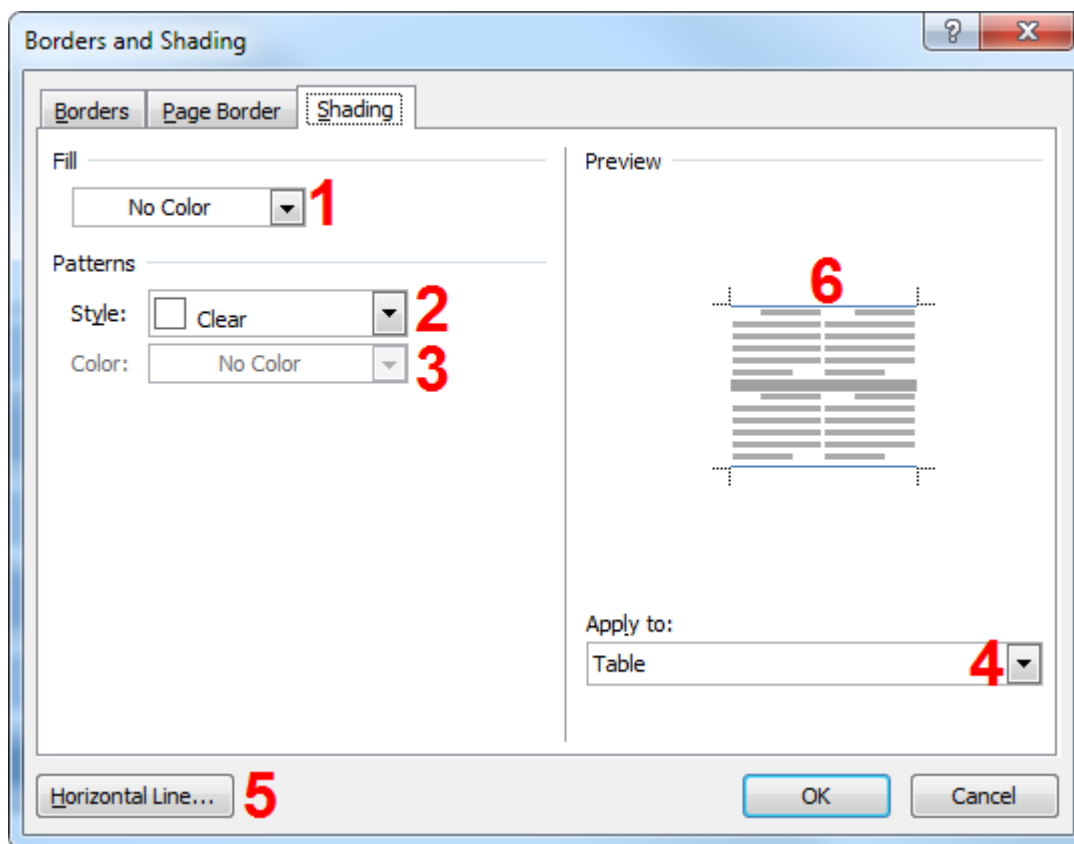 Borders and Shading
Borders Page Border Shading
Fill
No Color 1
Patterns
Style: Clear 2
Color: No Color 3
Preview
6
Apply to:
Table 4
Horizontal Line... 5
OK Cancel